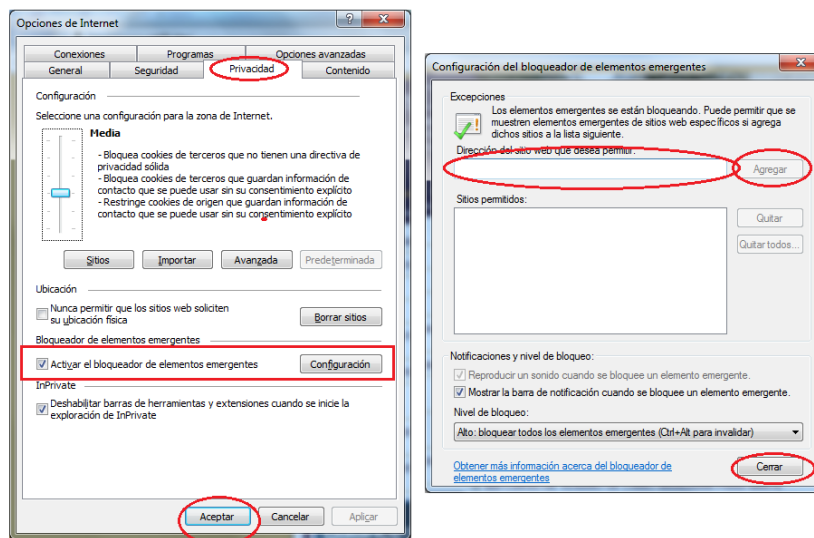 Opciones de Internet
Conexiones Programas Opciones avanzadas
General Seguridad Privacidad Contenido
Configuración
Seleccione una configuración para la zona de Internet.
Media
- Bloquea cookies de terceros que no tienen una directiva de
privacidad sólida
- Bloquea cookies de terceros que guardan información de
contacto que se puede usar sin su consentimiento explícito
- Restringe cookies de origen que guardan información de
contacto que se puede usar sin su consentimiento explícito
Sitios Importar Avanzada Predeterminada
Ubicación
Nunca permitir que los sitios web soliciten
su ubicación física
Borrar sitios
Bloqueador de elementos emergentes
Activar el bloqueador de elementos emergentes Configuración
InPrivate
Deshabilitar barras de herramientas y extensiones cuando se inicie la
exploración de InPrivate
Aceptar Cancelar Aplicar
Configuración del bloqueador de elementos emergentes
Excepciones
Los elementos emergentes se están bloqueando. Puede permitir que se
muestren elementos emergentes de sitios web específicos si agrega
dichos sitios a la lista siguiente.
Dirección del sitio web que desea permitir:
Agregar
Sitios permitidos:
Quitar
Quitar todos...
Notificaciones y nivel de bloqueo:
Reproducir un sonido cuando se bloquee un elemento emergente.
Mostrar la barra de notificación cuando se bloquee un elemento emergente.
Nivel de bloqueo:
Alto: bloquear todos los elementos emergentes (Ctrl+Alt para invalidar)
Obtener más información acerca del bloqueador de
elementos emergentes
Cerrar